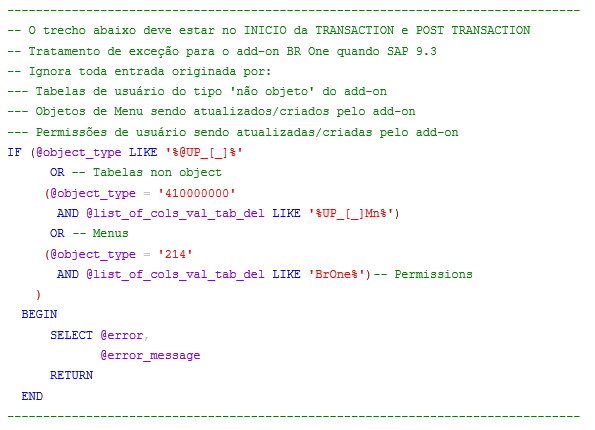 --------------------------------------------------------------------------------
-- O trecho abaixo deve estar no INICIO da TRANSACTION e POST TRANSACTION
-- Tratamento de exceção para o add-on BR One quando SAP 9.3
-- Ignora toda entrada originada por:
--- Tabelas de usuário do tipo 'não objeto' do add-on
--- Objetos de Menu sendo atualizados/criados pelo add-on
--- Permissões de usuário sendo atualizadas/criadas pelo add-on
IF (@object_type LIKE '%@UP_[_]%'
      OR -- Tabelas non object
     (@object_type = '410000000'
       AND @list_of_cols_val_tab_del LIKE '%UP_[_]Mn%')
      OR -- Menus
     (@object_type = '214'
       AND @list_of_cols_val_tab_del LIKE 'BrOne%')-- Permissions
    )
  BEGIN
      SELECT @error,
             @error_message
      RETURN
  END
--------------------------------------------------------------------------------